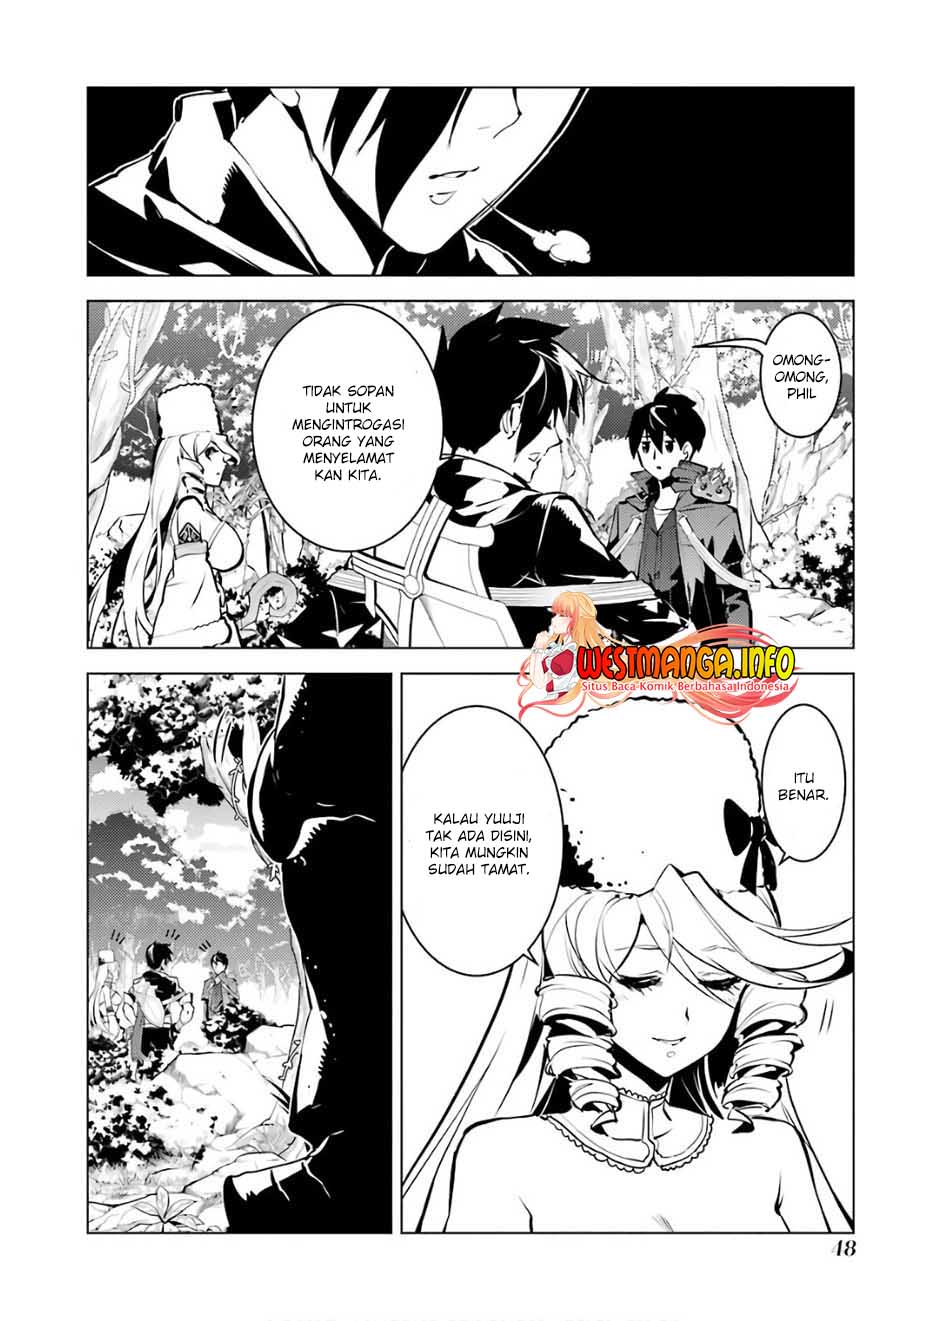 OMONG-
OMONG,
PHIL
TIDAK SOPAN
UNTUK
MENGINTROGASI
ORANG YANG
MENYELAMAT
KAN KITA.
WESTMANGA.INFO
Situs Baca Komik Berbahasa Indonesia
ITU
BENAR.
KALAU YUUJI
TAK ADA DISINI,
KITA MUNGKIN
SUDAH TAMAT.
48